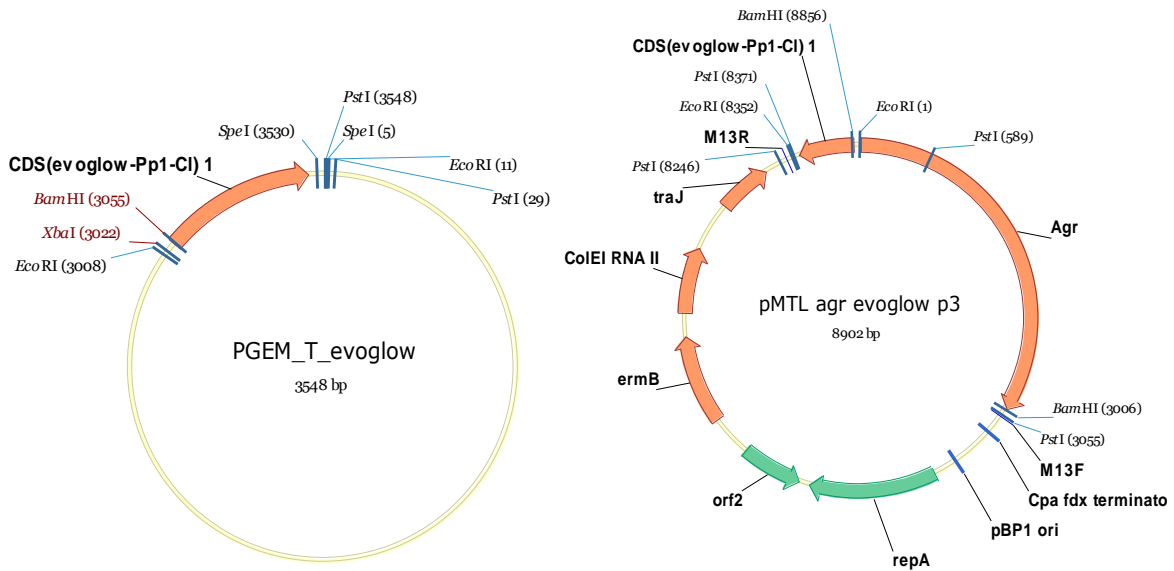 PstI (3548)
SpeI (3530)
SpeI (5)
EcoRI (11)
PstI (29)
CDS(evoglow-Pp1-Cl) 1
BamHI (3055)
XbaI (3022)
EcoRI (3008)
PGEM_T_evoglow
3548 bp
BamHI (8856)
CDS(evoglow-Pp1-Cl) 1
PstI (8371)
EcoRI (8352)
EcoRI (1)
M13R
PstI (589)
PstI (8246)
traJ
Agr
ColEI RNA II
pMTL agr evoglow p3
8902 bp
ermB
BamHI (3006)
PstI (3055)
M13F
orf2
Cpa fdx terminato
pBP1 ori
repA